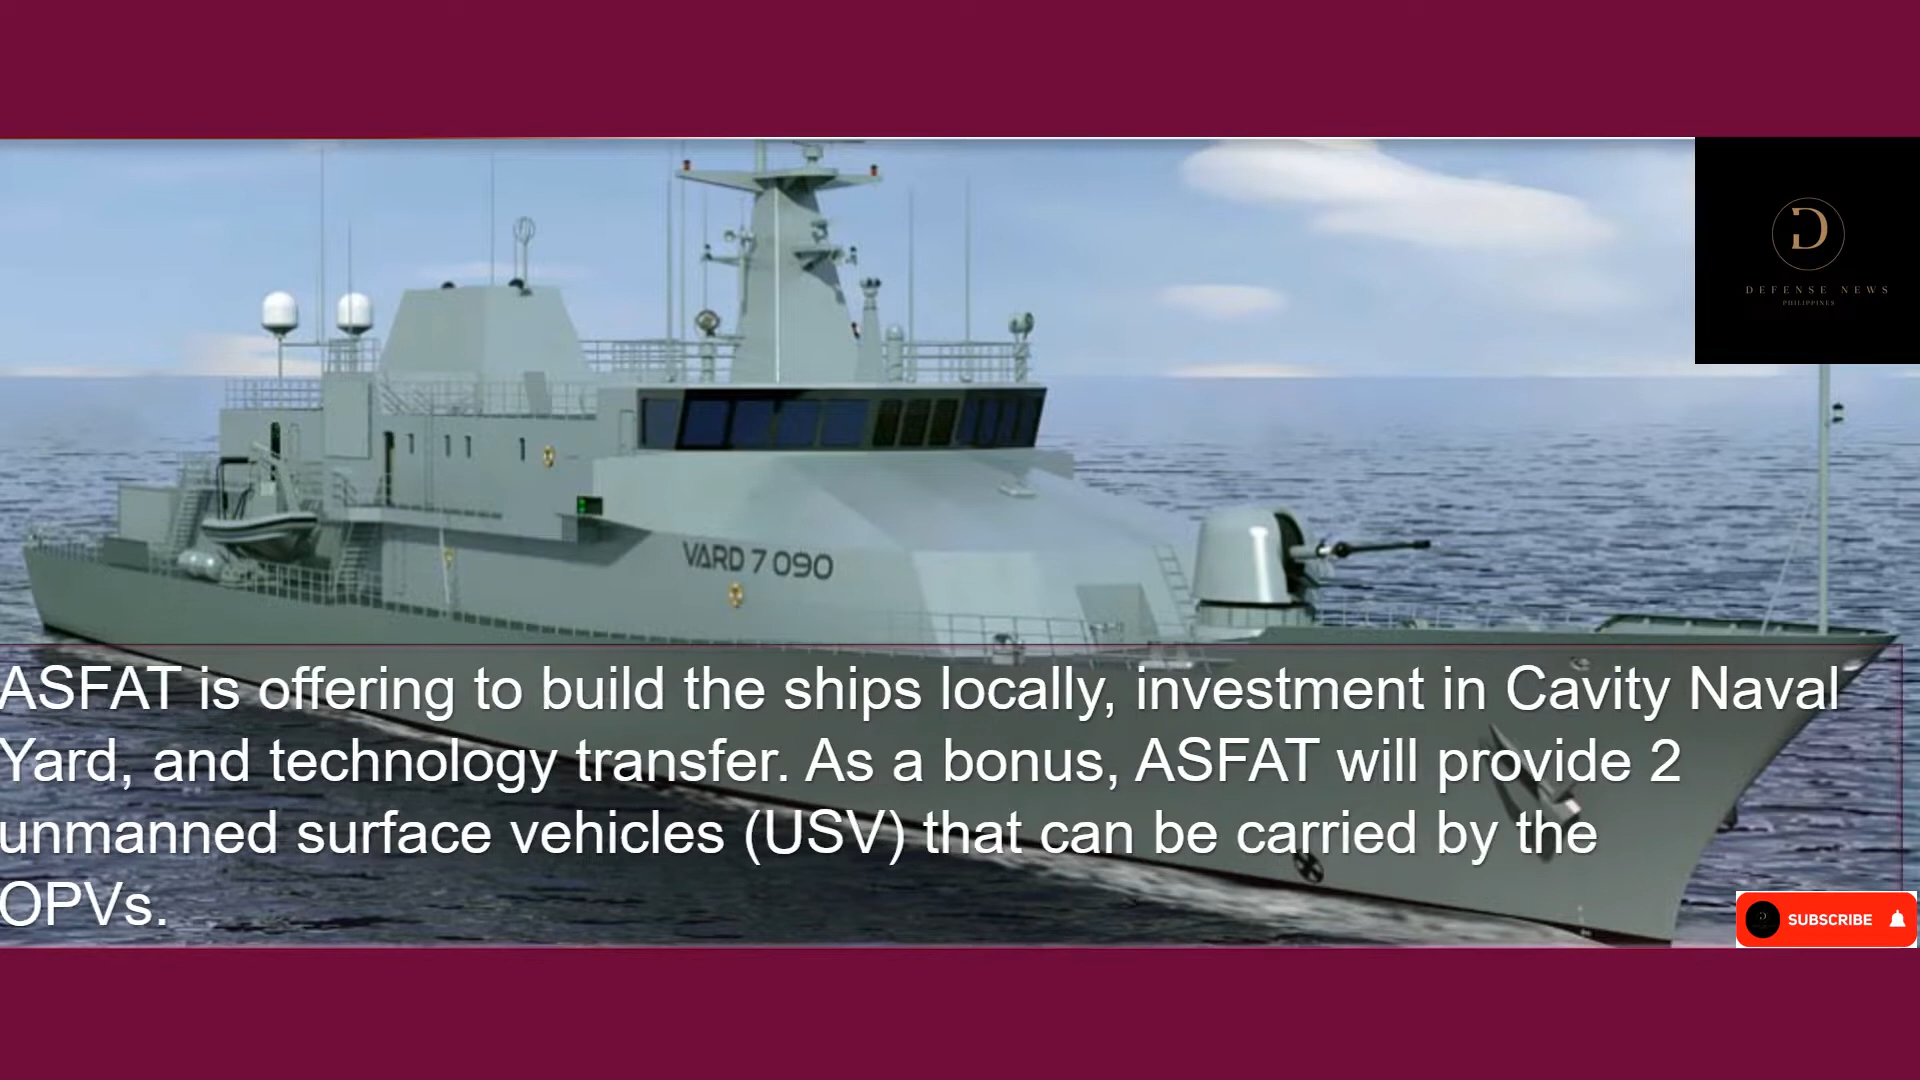 D
DEFENSE NEWS
PHILIPPINES
VARD 7 090
ASFAT is offering to build the ships locally, investment in Cavity Naval
Yard, and technology transfer. As a bonus, ASFAT will provide 2
unmanned surface vehicles (USV) that can be carried by the
OPVs.
SUBSCRIBE